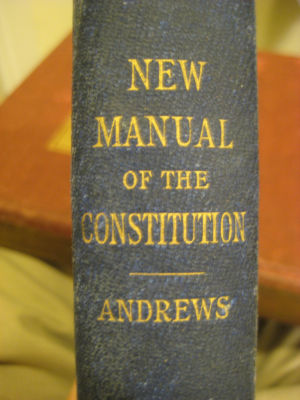 NEW
MANUAL
OF THE
CONSTITUTION
ANDREWS